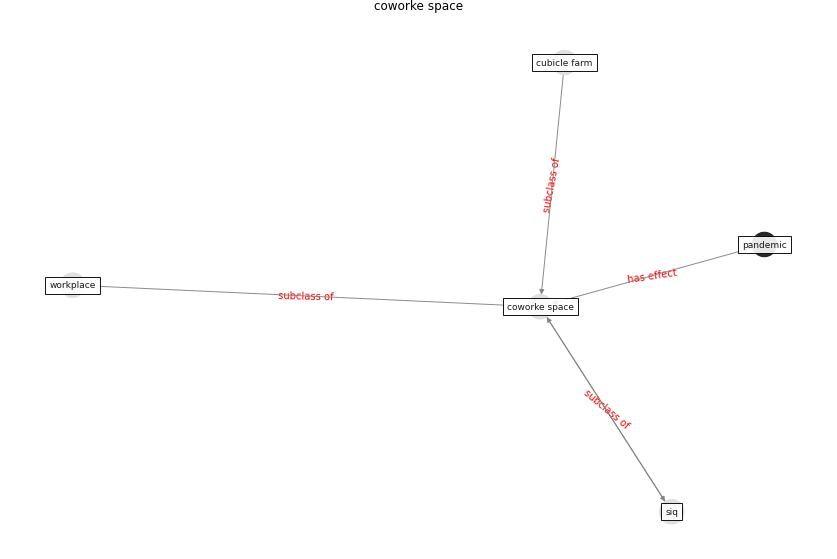 coworke space
cubicle farm
subclass of
pandemic
has effect
workplace
subclass of
coworke space
subclass of
siq